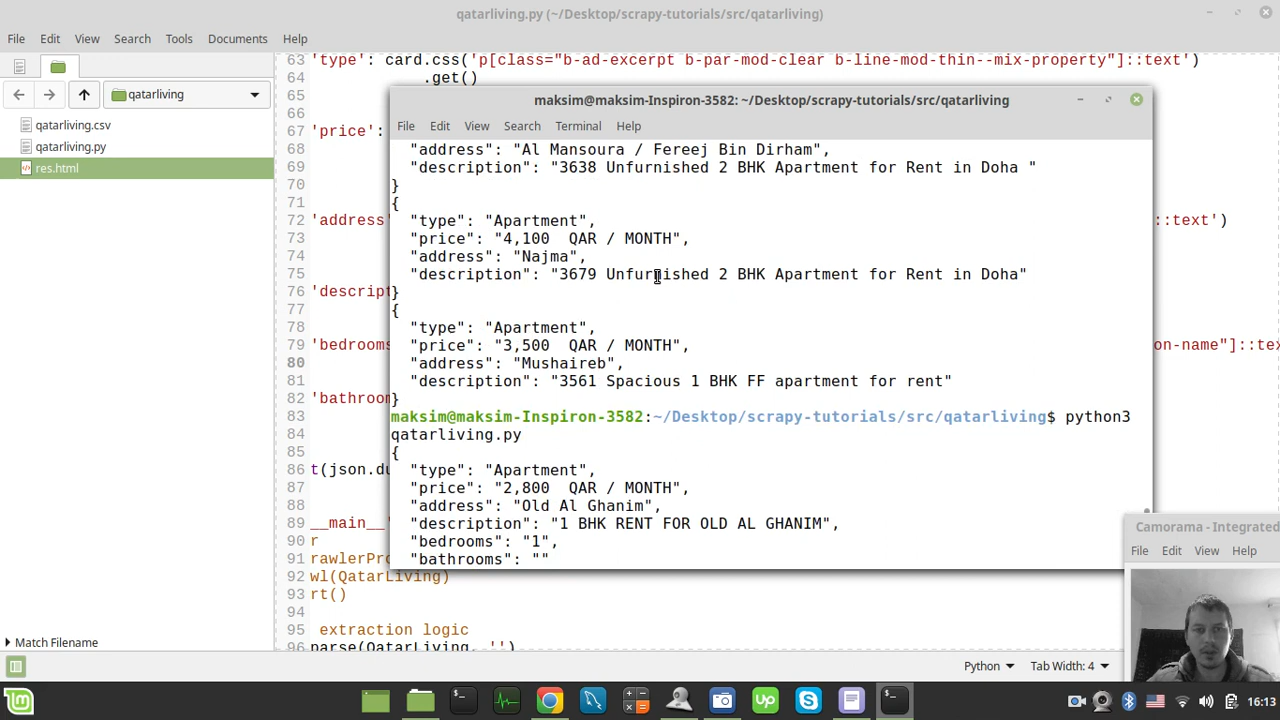 qatarliving.py (~/Desktop/scrapy-tutorials/src/qatarliving)
File Edit View Search Tools Documents Help
qatarliving
qatarliving.csv
qatarliving.py
res.html
Match Filename
63 'type': card.css('p[class="b-ad-excerpt b-par-mod-clear b-line-mod-thin--mix-property"]::text')
64 .get()
65
66
67 'price':
68
69
70
71
72 'address' ::text')
73
74
75
76 'descript
77
78
79 'bedrooms on-name"]::text
80
81
82 'bathroom
83
84
85
86 t(json.du
87
88
89 __main__'
90 r
91 rawlerPro
92 wl(QatarLiving)
93 rt()
94
95 extraction logic
96 parse(QatarLiving, '')
maksim@maksim-Inspiron-3582: ~/Desktop/scrapy-tutorials/src/qatarliving
File Edit View Search Terminal Help
"address": "Al Mansoura / Fereej Bin Dirham",
"description": "3638 Unfurnished 2 BHK Apartment for Rent in Doha "
}
{
"type": "Apartment",
"price": "4,100  QAR / MONTH",
"address": "Najma",
"description": "3679 Unfurnished 2 BHK Apartment for Rent in Doha"
}
{
"type": "Apartment",
"price": "3,500  QAR / MONTH",
"address": "Mushaireb",
"description": "3561 Spacious 1 BHK FF apartment for rent"
}
maksim@maksim-Inspiron-3582:~/Desktop/scrapy-tutorials/src/qatarliving$ python3
qatarliving.py
{
"type": "Apartment",
"price": "2,800  QAR / MONTH",
"address": "Old Al Ghanim",
"description": "1 BHK RENT FOR OLD AL GHANIM",
"bedrooms": "1",
"bathrooms": ""
Camorama - Integrated
File Edit View Help
Python Tab Width: 4
16:13